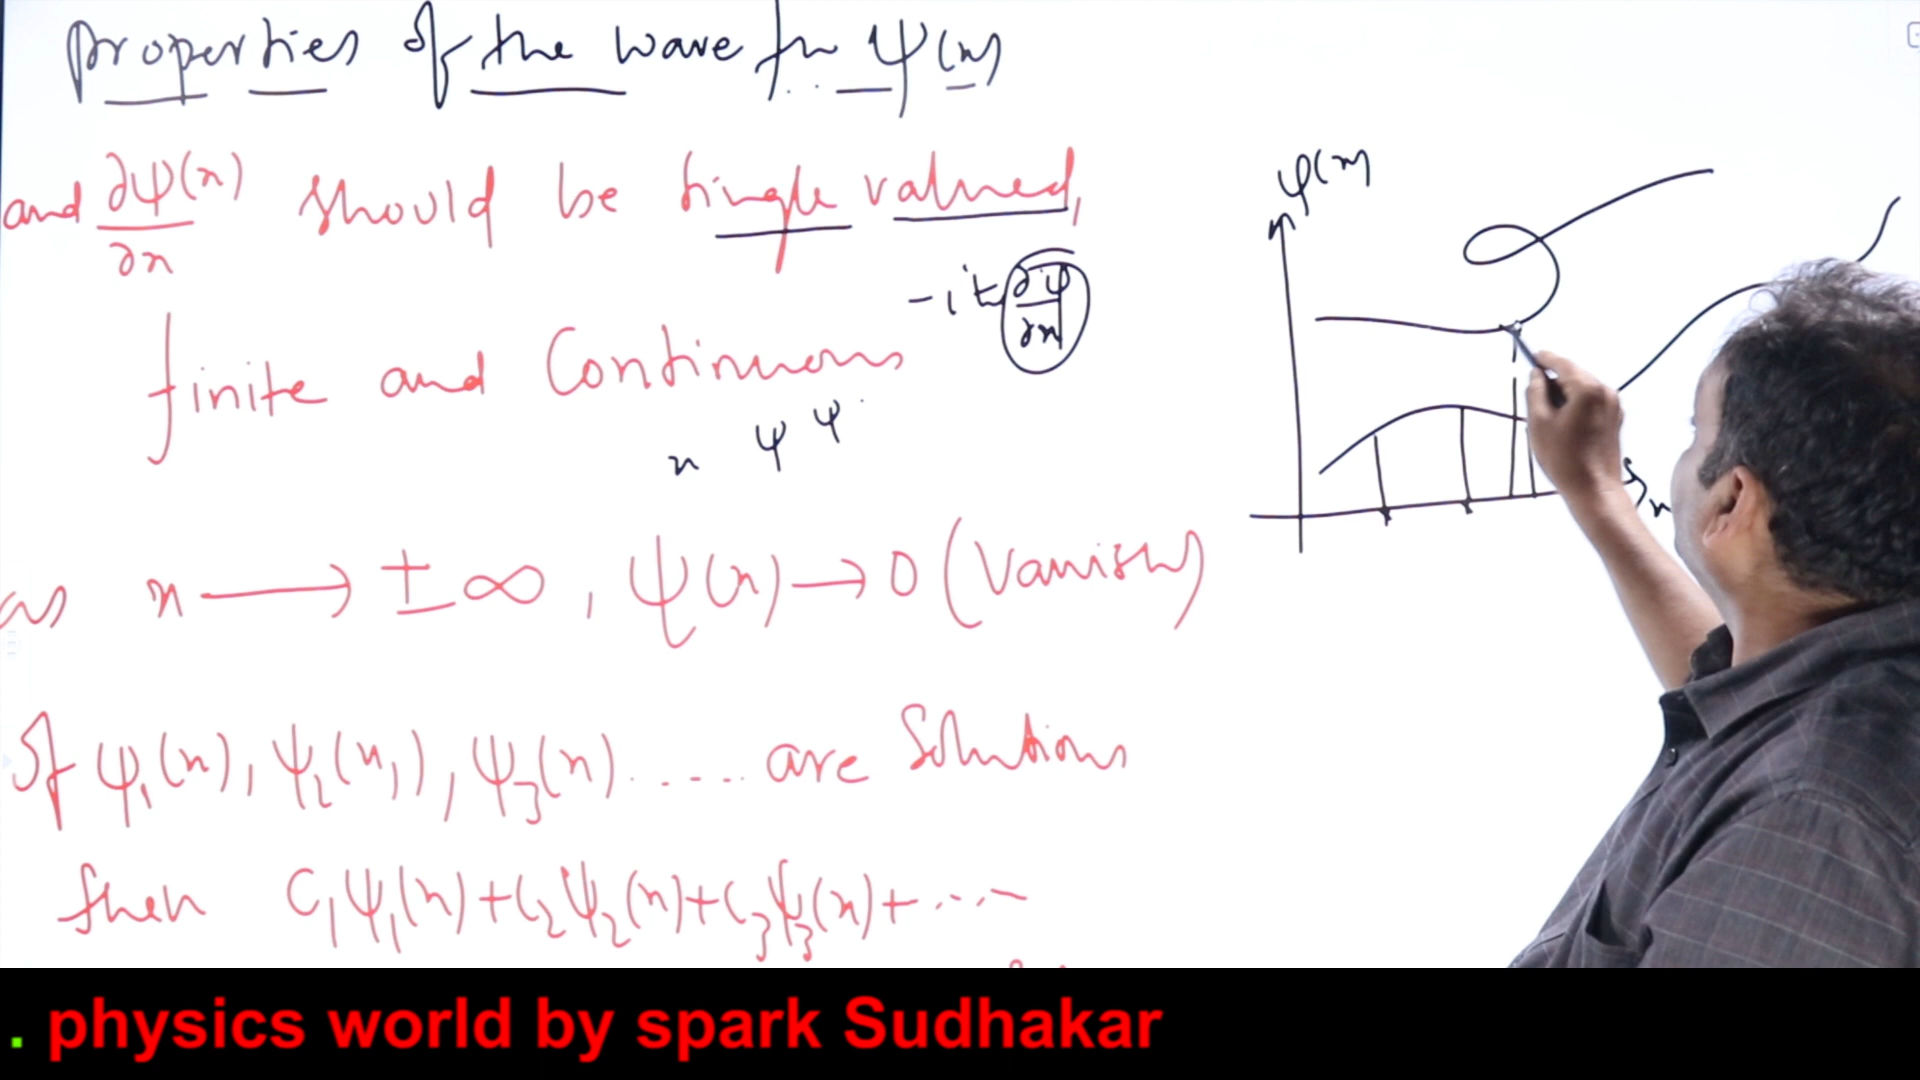 properties of the wave fn ψ(x)
and ∂ψ(x)/∂x should be single valued,
-iħ ∂ψ/∂x
finite and Continuous
x ψ ψ
as x ⟶ ± ∞, ψ(x) → 0 (Vanish)
If ψ₁(x), ψ₂(x,), ψ₃(x) ..... are Solutions
then C₁ψ₁(x)+C₂ψ₂(x)+C₃ψ₃(x)+.....
ψ(x)
x
. physics world by spark Sudhakar